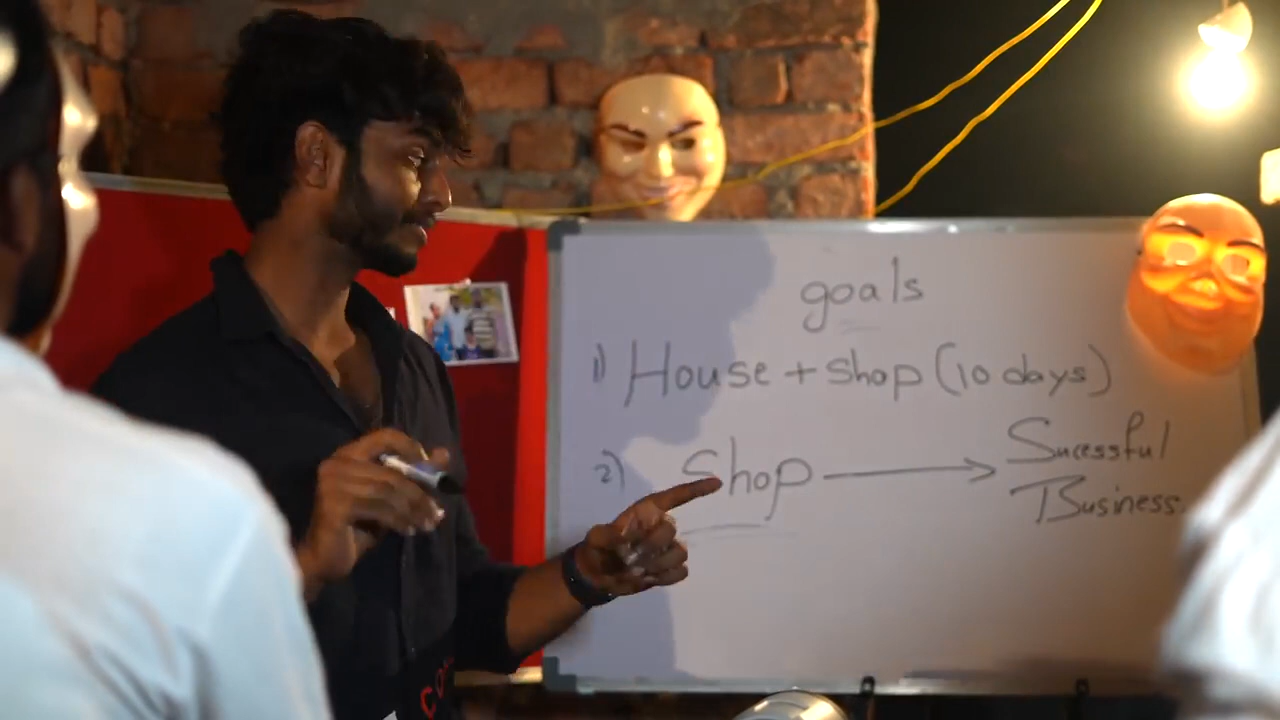 goals
1) House + shop (10 days)
2) Shop → Sucessful
Business.